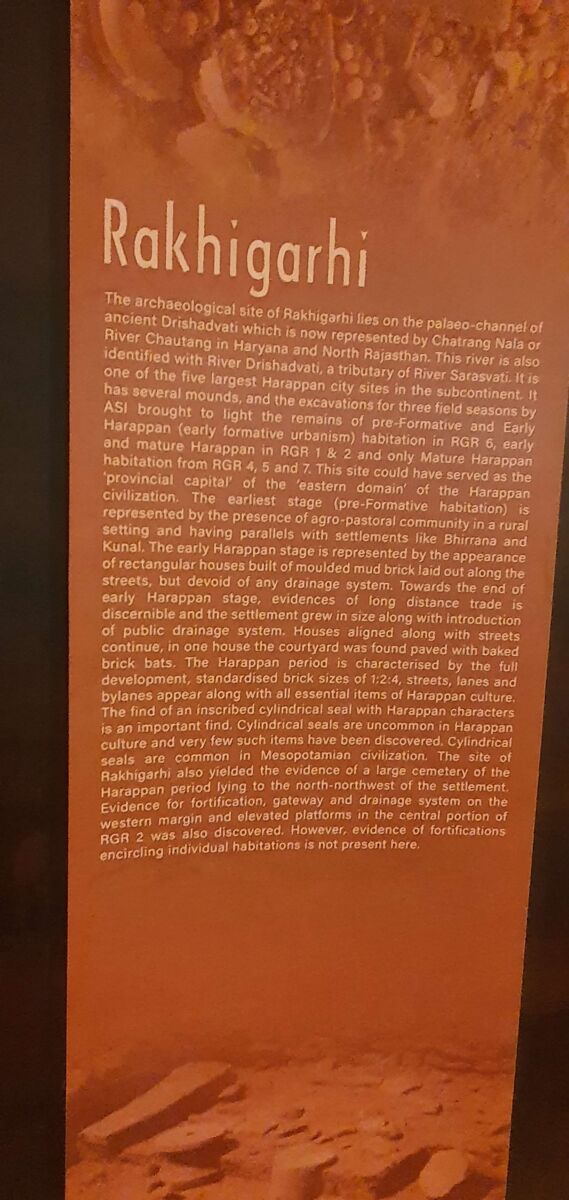 Rakhigarhi
The archaeological site of Rakhigarhi lies on the palaeo-channel of
ancient Drishadvati which is now represented by Chatrang Nala or
River Chautang in Haryana and North Rajasthan. This river is also
identified with River Drishadvati, a tributary of River Sarasvati. It is
one of the five largest Harappan city sites in the subcontinent. It
has several mounds, and the excavations for three field seasons by
ASI brought to light the remains of pre-Formative and Early
Harappan (early formative urbanism) habitation in RGR 6, early
and mature Harappan in RGR 1 & 2 and only Mature Harappan
habitation from RGR 4, 5 and 7. This site could have served as the
'provincial capital' of the 'eastern domain' of the Harappan
civilization. The earliest stage (pre-Formative habitation) is
represented by the presence of agro-pastoral community in a rural
setting and having parallels with settlements like Bhirrana and
Kunal. The early Harappan stage is represented by the appearance
of rectangular houses built of moulded mud brick laid out along the
streets, but devoid of any drainage system. Towards the end of
early Harappan stage, evidences of long distance trade is
discernible and the settlement grew in size along with introduction
of public drainage system. Houses aligned along with streets
continue, in one house the courtyard was found paved with baked
brick bats. The Harappan period is characterised by the full
development, standardised brick sizes of 1:2:4, streets, lanes and
bylanes appear along with all essential items of Harappan culture.
The find of an inscribed cylindrical seal with Harappan characters
is an important find. Cylindrical seals are uncommon in Harappan
culture and very few such items have been discovered. Cylindrical
seals are common in Mesopotamian civilization. The site of
Rakhigarhi also yielded the evidence of a large cemetery of the
Harappan period lying to the north-northwest of the settlement.
Evidence for fortification, gateway and drainage system on the
western margin and elevated platforms in the central portion of
RGR 2 was also discovered. However, evidence of fortifications
encircling individual habitations is not present here.